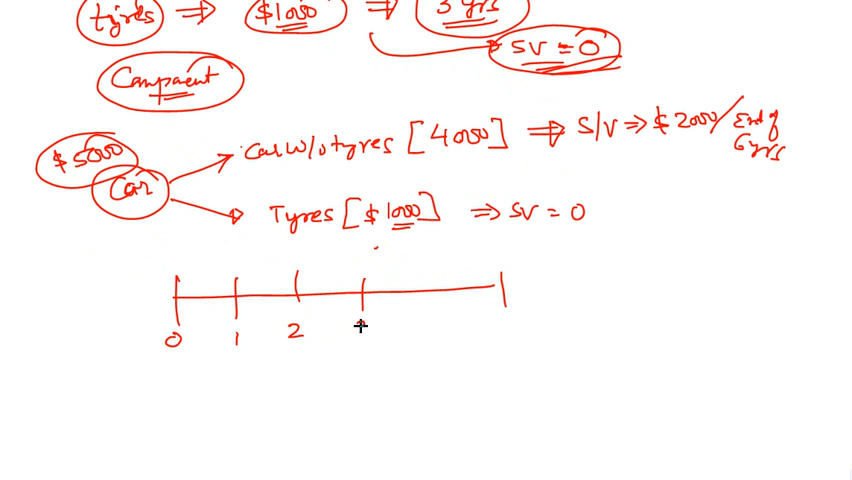 tyres ⇒ $1000 ⇒ 3 yrs
SV = 0
Component
$5000
Car w/o tyres [4000] ⇒ S/V ⇒ $2000/ End of 6yrs
Car
Tyres [$1000] ⇒ SV = 0
0 1 2